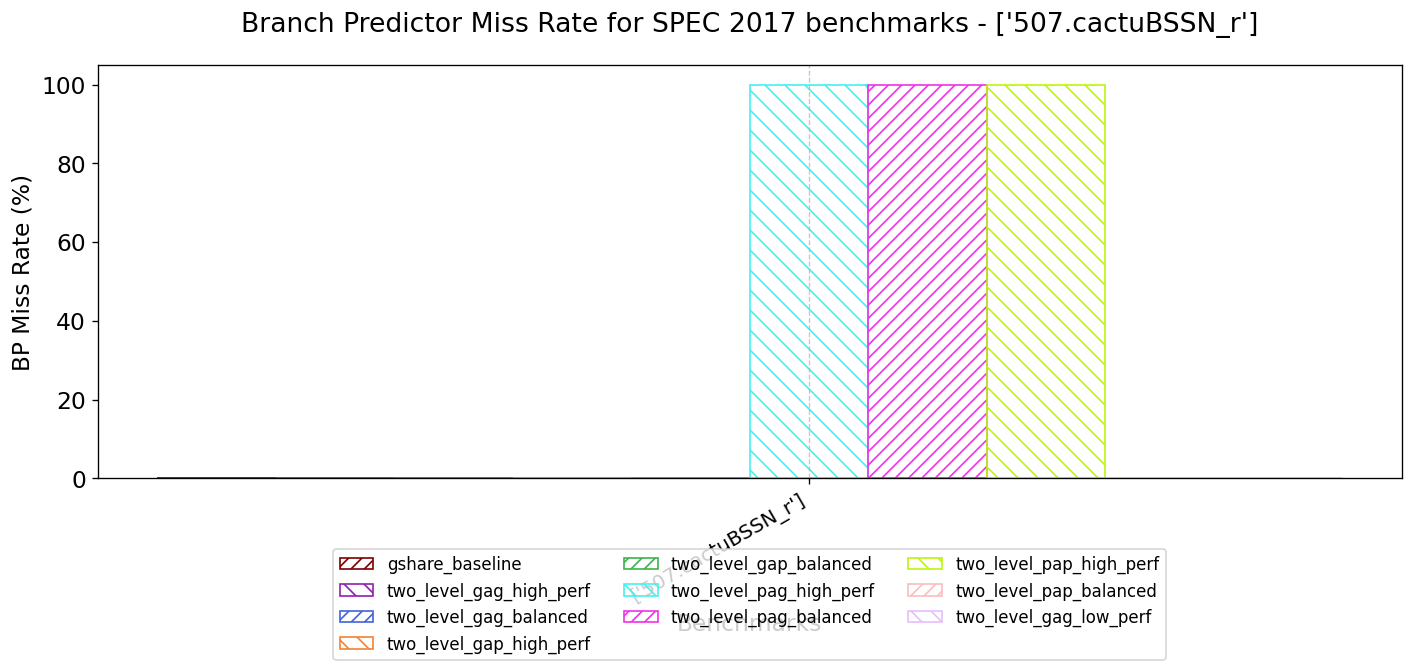 Branch Predictor Miss Rate for SPEC 2017 benchmarks - ['507.cactuBSSN_r']
BP Miss Rate (%)
100
80
60
40
20
0
['507.cactuBSSN_r']
Benchmarks
gshare_baseline
two_level_gag_high_perf
two_level_gag_balanced
two_level_gap_high_perf
two_level_gap_balanced
two_level_pag_high_perf
two_level_pag_balanced
two_level_pap_high_perf
two_level_pap_balanced
two_level_gag_low_perf